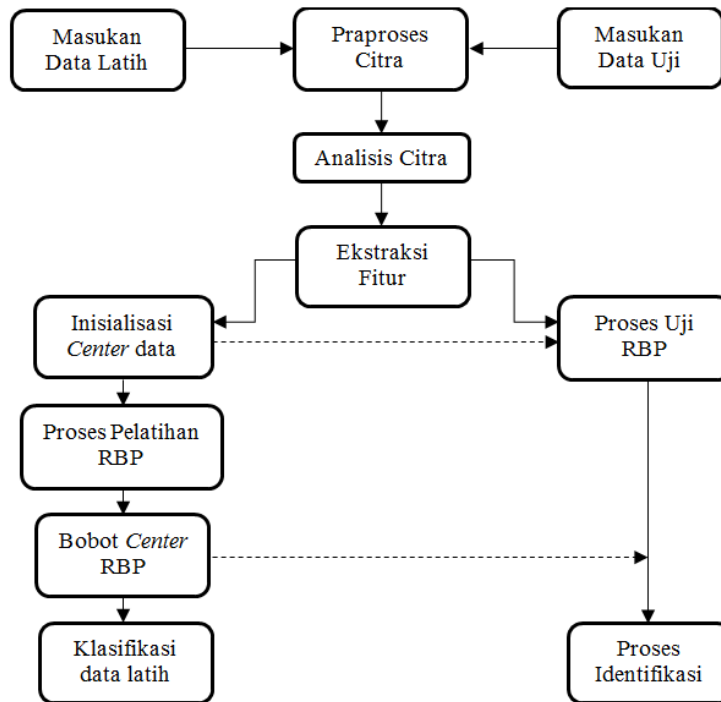 Masukan
Data Latih
Praproses
Citra
Masukan
Data Uji
Analisis Citra
Ekstraksi
Fitur
Inisialisasi
Center data
Proses Uji
RBP
Proses Pelatihan
RBP
Bobot Center
RBP
Klasifikasi
data latih
Proses
Identifikasi